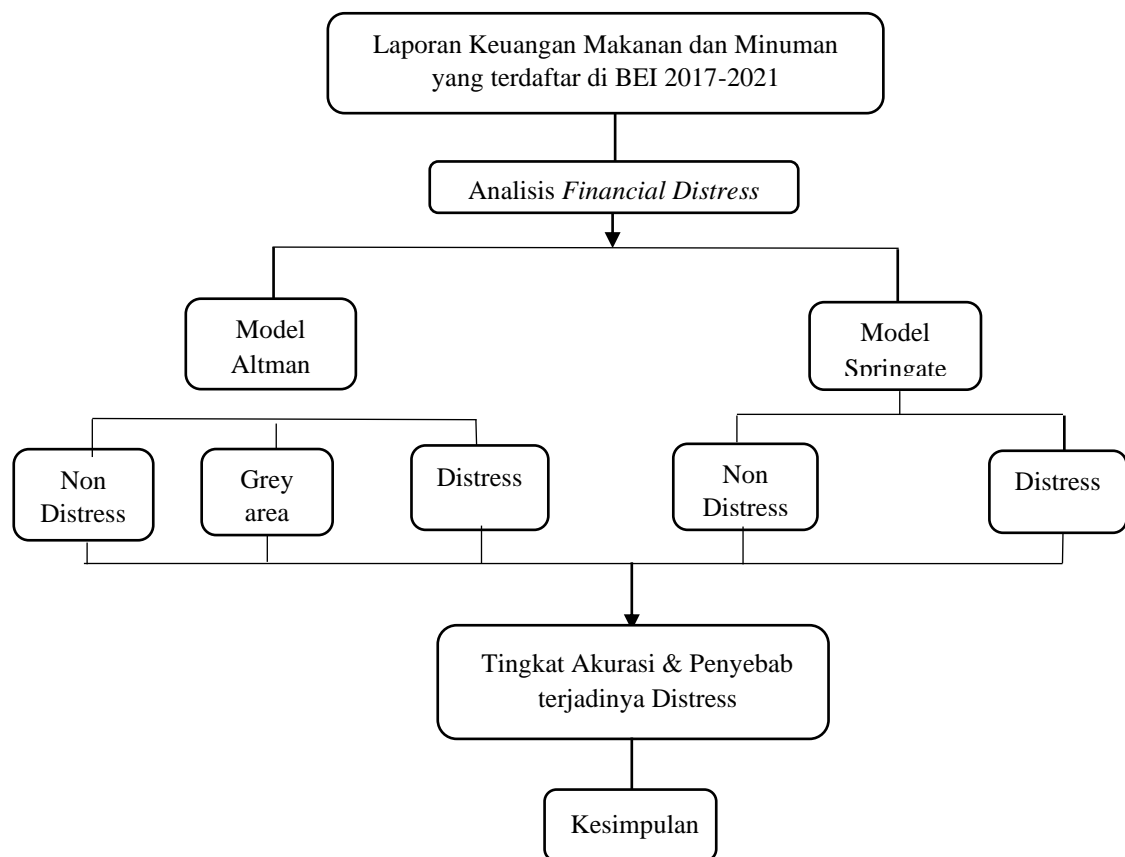 Laporan Keuangan Makanan dan Minuman
yang terdaftar di BEI 2017-2021
Analisis Financial Distress
Model
Altman
Model
Springate
Non
Distress
Grey
area
Distress
Non
Distress
Distress
Tingkat Akurasi & Penyebab
terjadinya Distress
Kesimpulan